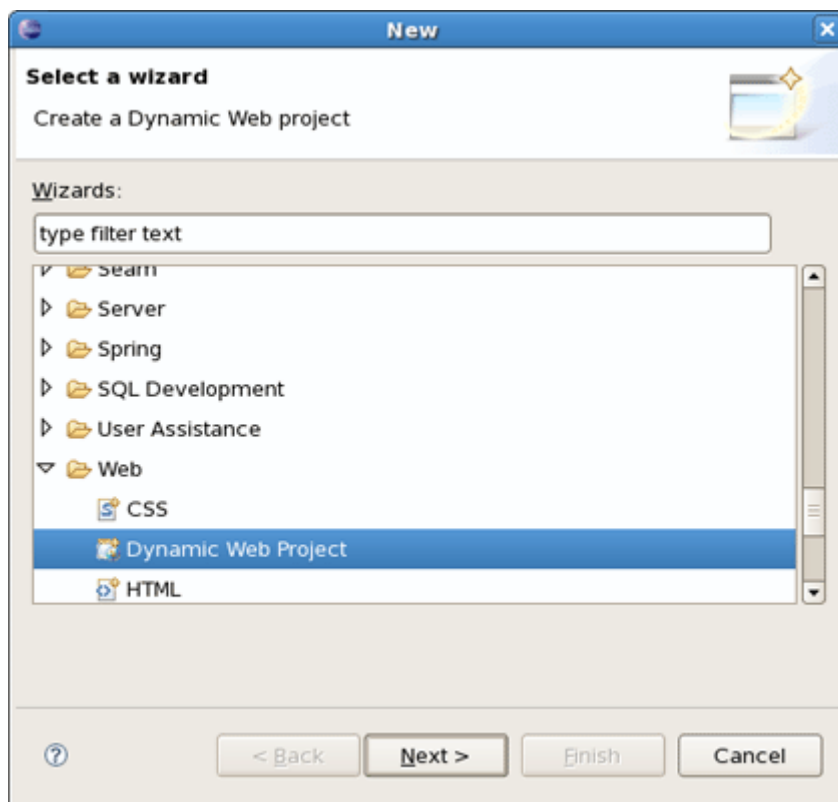 New
Select a wizard
Create a Dynamic Web project
Wizards:
type filter text
Seam
Server
Spring
SQL Development
User Assistance
Web
CSS
Dynamic Web Project
HTML
? < Back Next > Finish Cancel